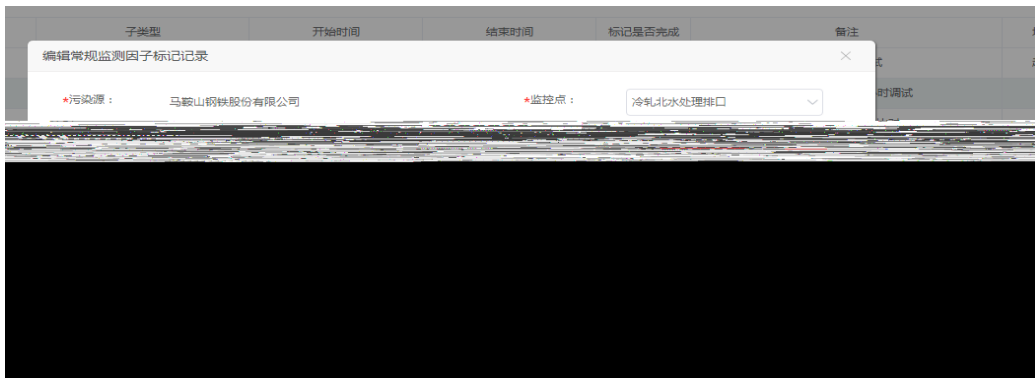 子类型 开始时间 结束时间 标记是否完成 备注
编辑常规监测因子标记记录
*污染源： 马鞍山钢铁股份有限公司 *监控点： 冷轧北水处理排口
时调试